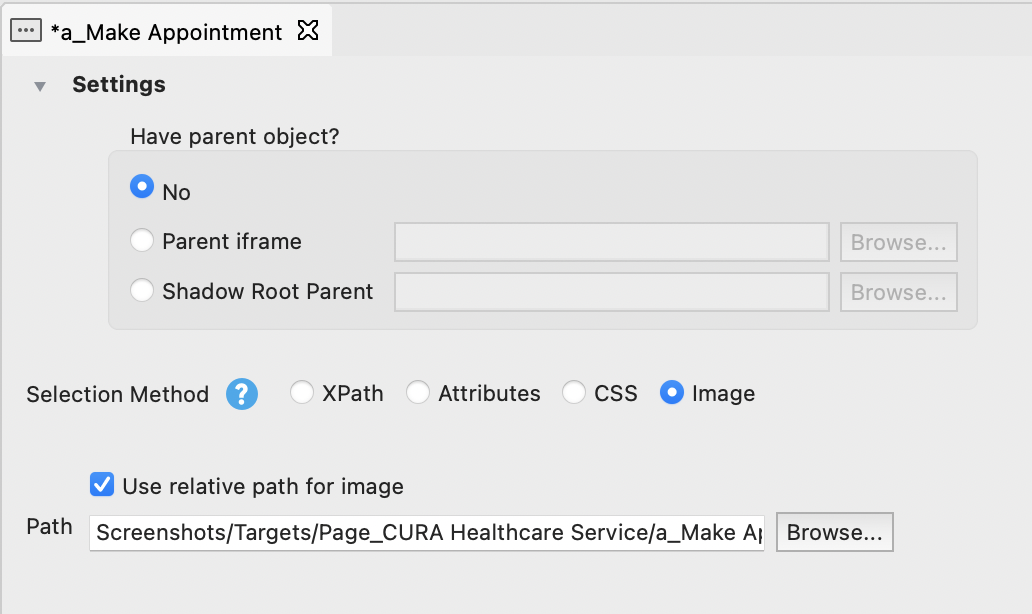 *a_Make Appointment
Settings
Have parent object?
No
Parent iframe
Browse...
Shadow Root Parent
Browse...
Selection Method ? XPath Attributes CSS Image
Use relative path for image
Path Screenshots/Targets/Page_CURA Healthcare Service/a_Make Ap Browse...